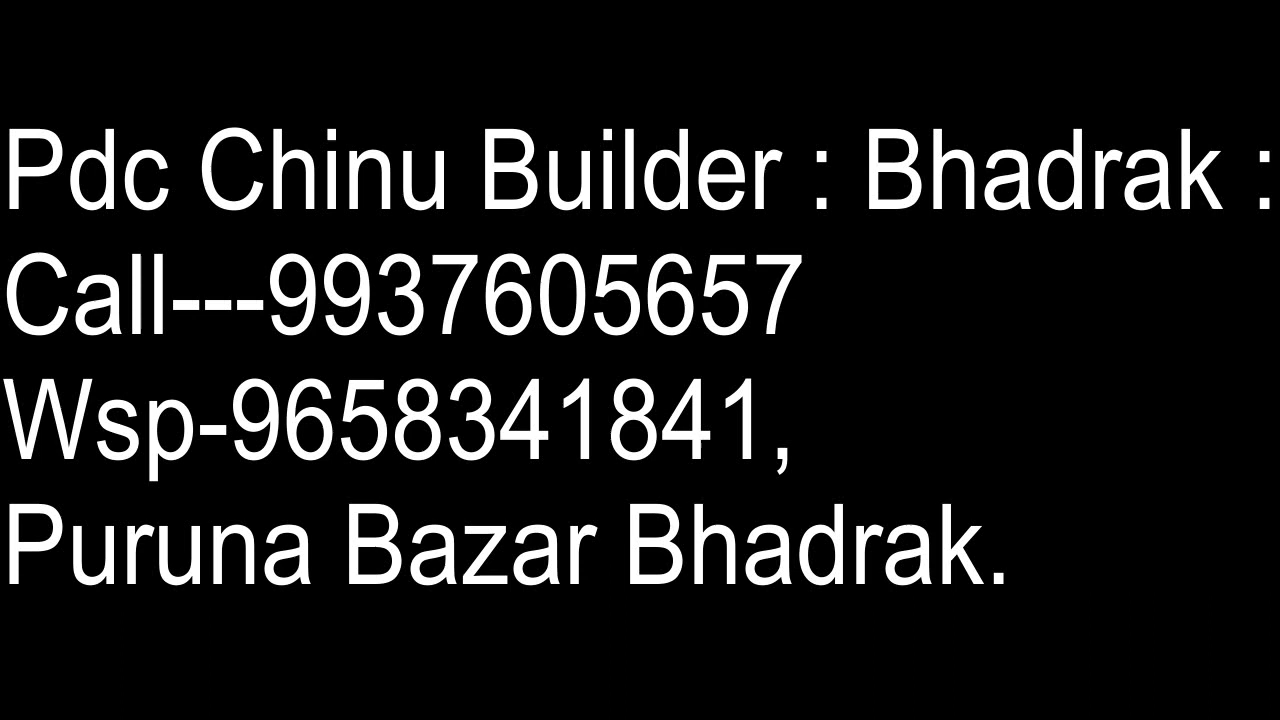 Pdc Chinu Builder : Bhadrak :
Call---9937605657
Wsp-9658341841,
Puruna Bazar Bhadrak.